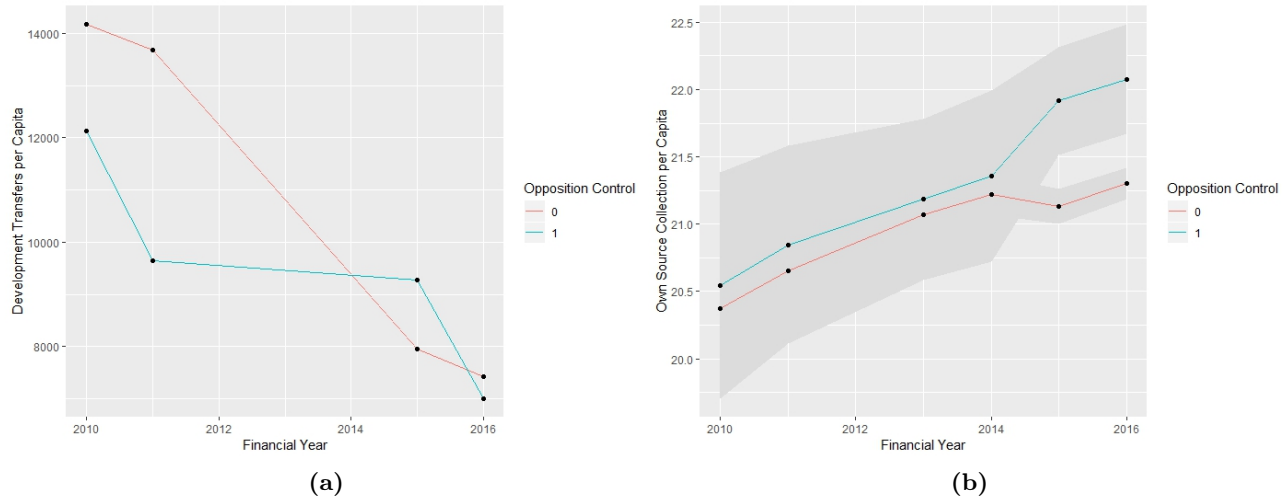 Development Transfers per Capita
14000
12000
10000
8000
2010 2012 2014 2016
Financial Year
Opposition Control
0
1
(a)
Own Source Collection per Capita
22.5
22.0
21.5
21.0
20.5
20.0
2010 2012 2014 2016
Financial Year
Opposition Control
0
1
(b)